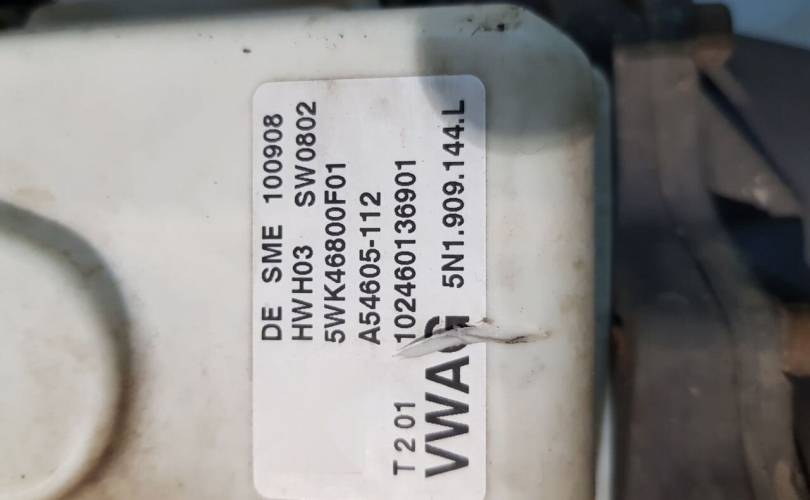 DE SME 100908
HWH03 SW0802
5WK46800F01
A54605-112
T 2 01 102460136901
VWAG 5N1.909.144.L